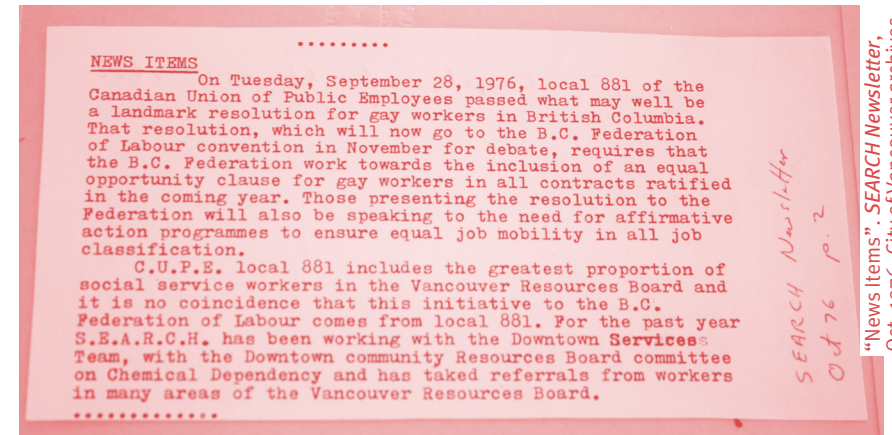 NEWS ITEMS
On Tuesday, September 28, 1976, local 881 of the
Canadian Union of Public Employees passed what may well be
a landmark resolution for gay workers in British Columbia.
That resolution, which will now go to the B.C. Federation
of Labour convention in November for debate, requires that
the B.C. Federation work towards the inclusion of an equal
opportunity clause for gay workers in all contracts ratified
in the coming year. Those presenting the resolution to the
Federation will also be speaking to the need for affirmative
action programmes to ensure equal job mobility in all job
classification.
C.U.P.E. local 881 includes the greatest proportion of
social service workers in the Vancouver Resources Board and
it is no coincidence that this initiative to the B.C.
Federation of Labour comes from local 881. For the past year
S.E.A.R.C.H. has been working with the Downtown Services
Team, with the Downtown community Resources Board committee
on Chemical Dependency and has taked referrals from workers
in many areas of the Vancouver Resources Board.
SEARCH Newsletter
Oct 76 p. 2
“News Items”. SEARCH Newsletter,